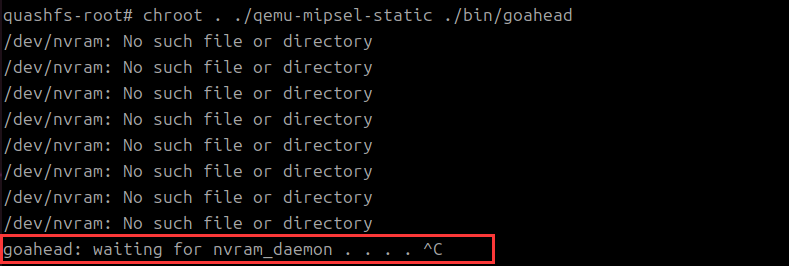 quashfs-root# chroot . ./qemu-mipsel-static ./bin/goahead
/dev/nvram: No such file or directory
/dev/nvram: No such file or directory
/dev/nvram: No such file or directory
/dev/nvram: No such file or directory
/dev/nvram: No such file or directory
/dev/nvram: No such file or directory
/dev/nvram: No such file or directory
/dev/nvram: No such file or directory
goahead: waiting for nvram_daemon . . . . ^C